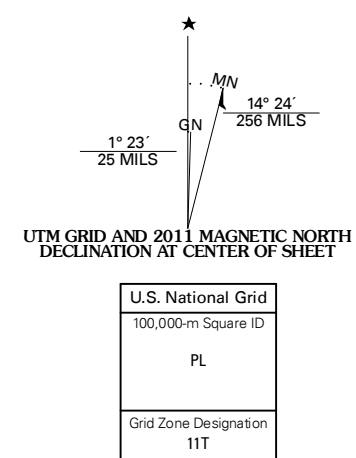 MN
GN
14° 24´
256 MILS
1° 23´
25 MILS
UTM GRID AND 2011 MAGNETIC NORTH
DECLINATION AT CENTER OF SHEET
U.S. National Grid
100,000-m Square ID
PL
Grid Zone Designation
11T